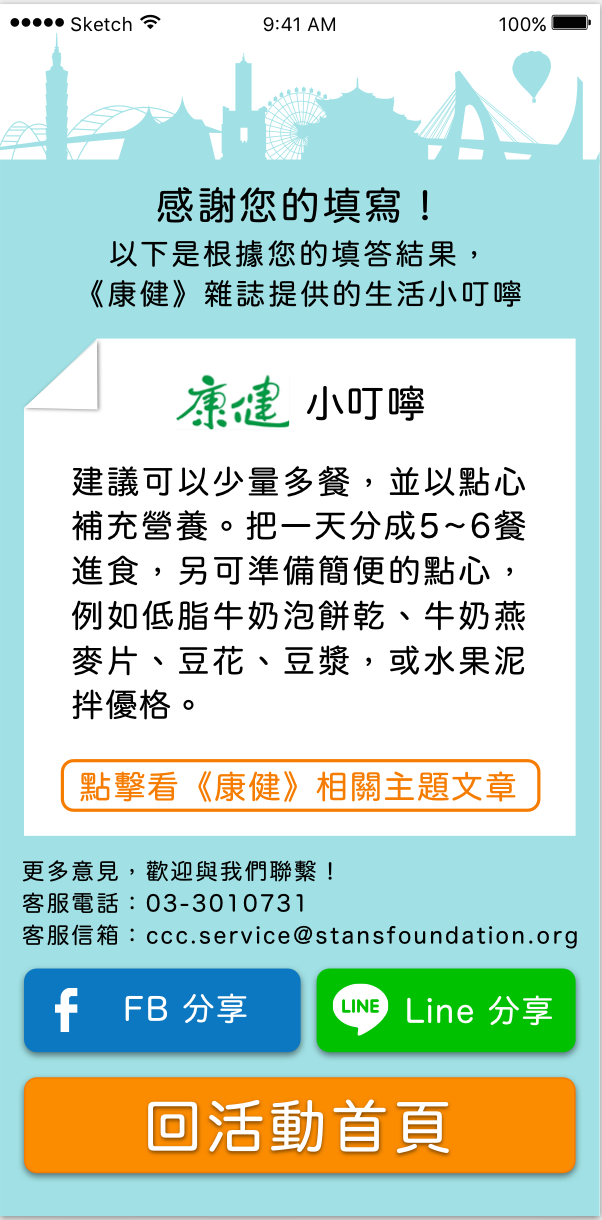 Sketch 9:41 AM 100%
感謝您的填寫！
以下是根據您的填答結果，
《康健》雜誌提供的生活小叮嚀
康健 小叮嚀
建議可以少量多餐，並以點心
補充營養。把一天分成5~6餐
進食，另可準備簡便的點心，
例如低脂牛奶泡餅乾、牛奶燕
麥片、豆花、豆漿，或水果泥
拌優格。
點擊看《康健》相關主題文章
更多意見，歡迎與我們聯繫！
客服電話：03-3010731
客服信箱：ccc.service@stansfoundation.org
f FB 分享
LINE Line 分享
回活動首頁